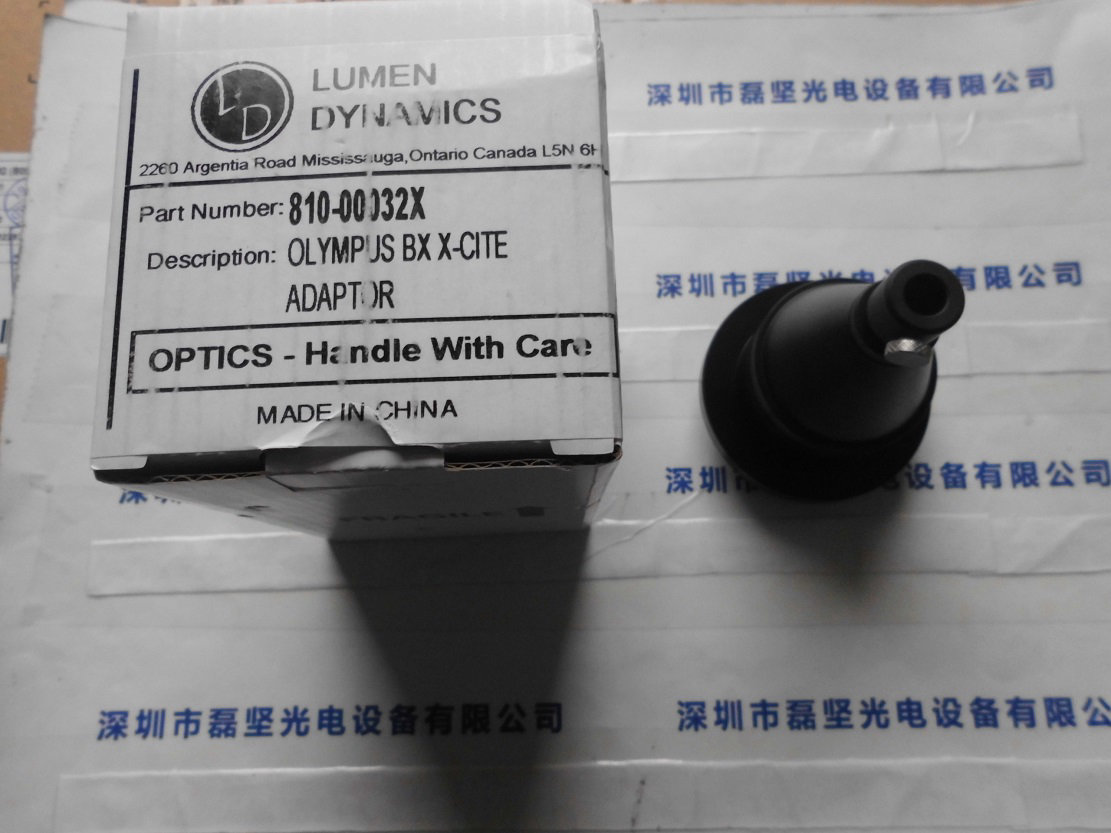 LD
LUMEN
DYNAMICS
2260 Argentia Road Mississauga,Ontario Canada L5N
Part Number: 810-00032X
Description: OLYMPUS BX X-CITE
ADAPTOR
OPTICS - Handle With Care
MADE IN CHINA
FRAGILE
深圳市磊坚光电设备有限公司
深圳市磊坚光电设备有限公司
深圳
深圳市磊坚光电设备有限公司
深圳市磊坚光电设备有限公司
深圳市磊坚光电设备有限公